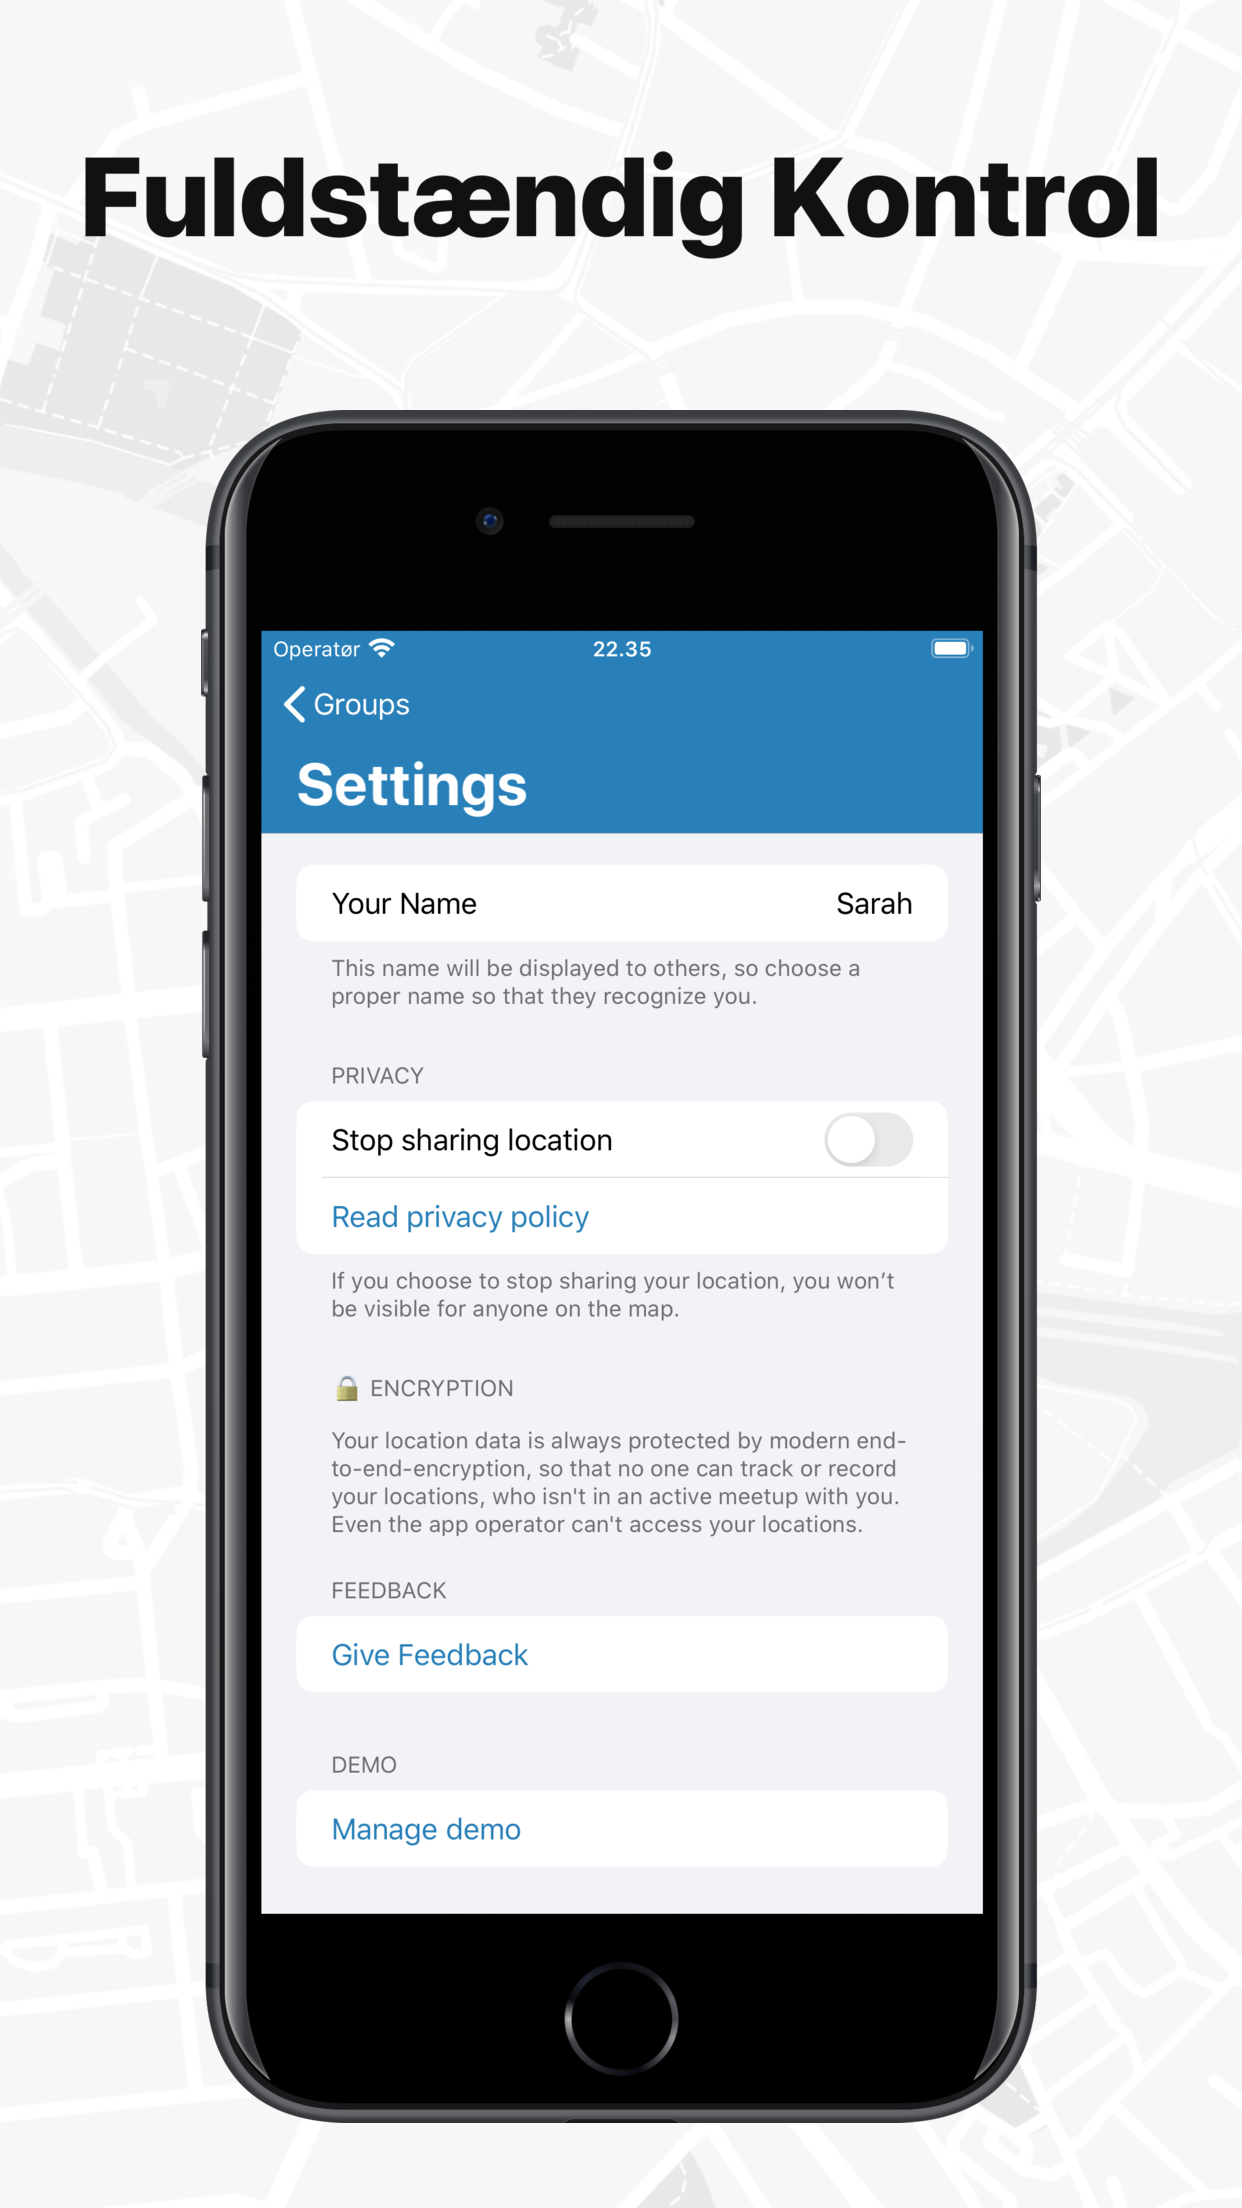 Fuldstændig Kontrol
Operatør
22.35
Groups
Settings
Your Name
Sarah
This name will be displayed to others, so choose a
proper name so that they recognize you.
PRIVACY
Stop sharing location
Read privacy policy
If you choose to stop sharing your location, you won’t
be visible for anyone on the map.
🔒 ENCRYPTION
Your location data is always protected by modern end-
to-end-encryption, so that no one can track or record
your locations, who isn't in an active meetup with you.
Even the app operator can't access your locations.
FEEDBACK
Give Feedback
DEMO
Manage demo